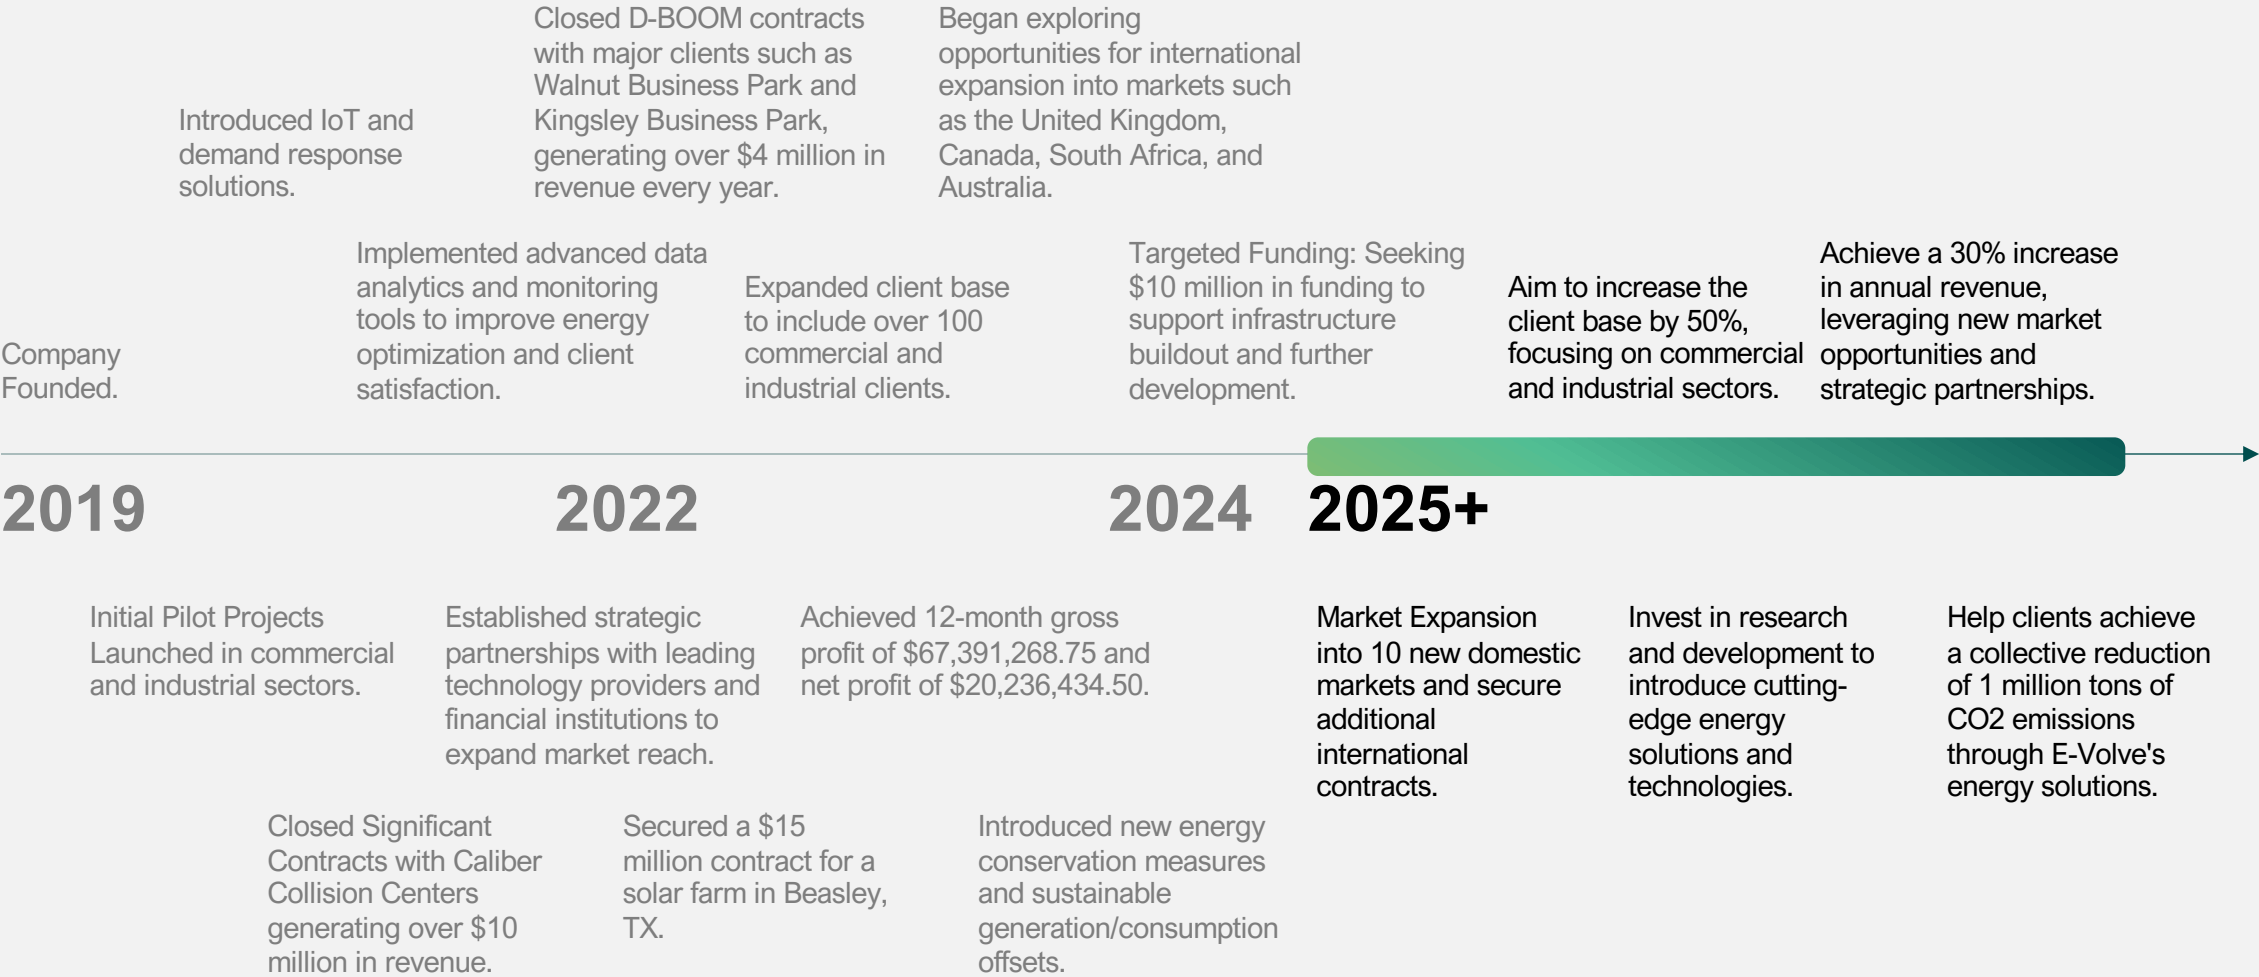 Closed D-BOOM contracts
with major clients such as
Walnut Business Park and
Kingsley Business Park,
generating over $4 million in
revenue every year.
Began exploring
opportunities for international
expansion into markets such
as the United Kingdom,
Canada, South Africa, and
Australia.
Introduced IoT and
demand response
solutions.
Company
Founded.
Implemented advanced data
analytics and monitoring
tools to improve energy
optimization and client
satisfaction.
Expanded client base
to include over 100
commercial and
industrial clients.
Targeted Funding: Seeking
$10 million in funding to
support infrastructure
buildout and further
development.
Aim to increase the
client base by 50%,
focusing on commercial
and industrial sectors.
Achieve a 30% increase
in annual revenue,
leveraging new market
opportunities and
strategic partnerships.
2019
2022
2024
2025+
Initial Pilot Projects
Launched in commercial
and industrial sectors.
Established strategic
partnerships with leading
technology providers and
financial institutions to
expand market reach.
Achieved 12-month gross
profit of $67,391,268.75 and
net profit of $20,236,434.50.
Market Expansion
into 10 new domestic
markets and secure
additional
international
contracts.
Invest in research
and development to
introduce cutting-
edge energy
solutions and
technologies.
Help clients achieve
a collective reduction
of 1 million tons of
CO2 emissions
through E-Volve's
energy solutions.
Closed Significant
Contracts with Caliber
Collision Centers
generating over $10
million in revenue.
Secured a $15
million contract for a
solar farm in Beasley,
TX.
Introduced new energy
conservation measures
and sustainable
generation/consumption
offsets.